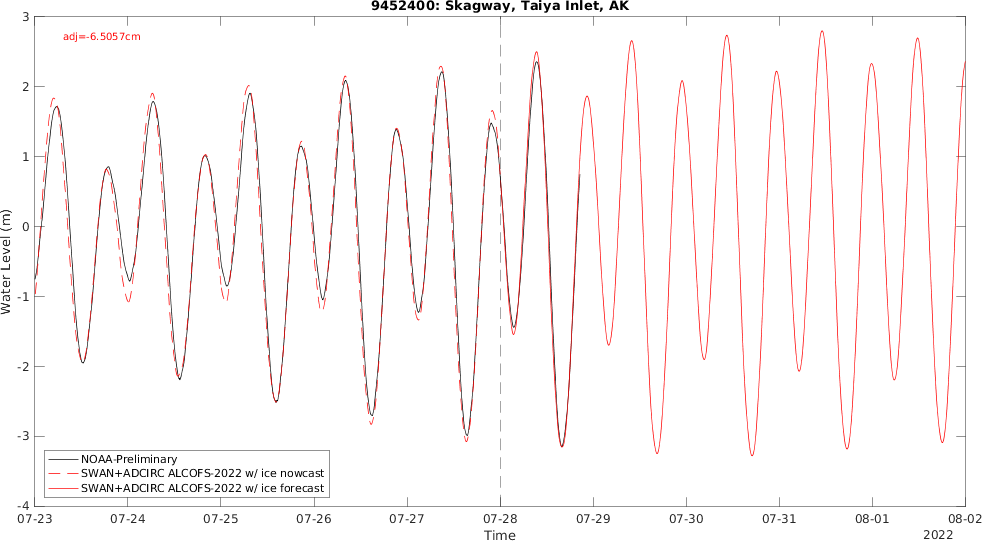 9452400: Skagway, Taiya Inlet, AK
adj=-6.5057cm
3
2
1
0
-1
-2
-3
-4
Water Level (m)
NOAA-Preliminary
SWAN+ADCIRC ALCOFS-2022 w/ ice nowcast
SWAN+ADCIRC ALCOFS-2022 w/ ice forecast
07-23 07-24 07-25 07-26 07-27 07-28 07-29 07-30 07-31 08-01 08-02
Time
2022